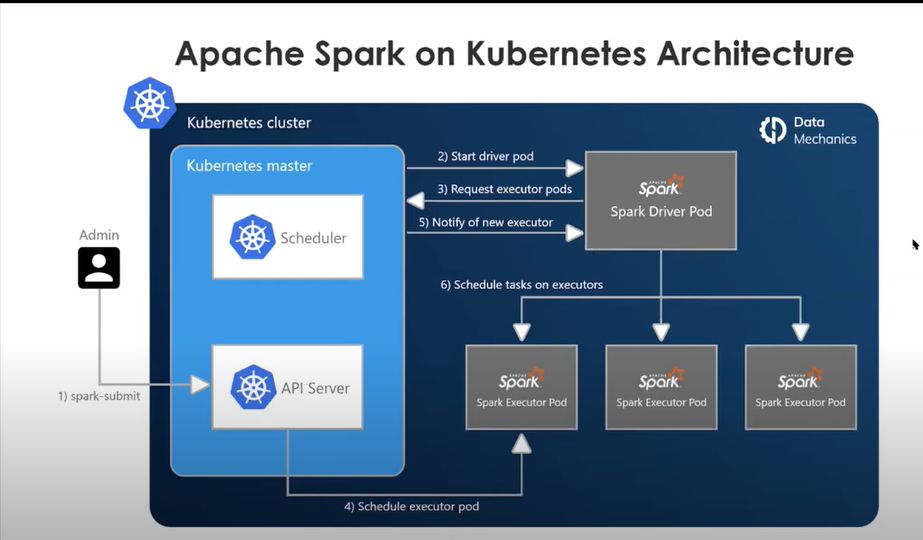 Apache Spark on Kubernetes Architecture
Kubernetes cluster
Data
Mechanics
Kubernetes master
2) Start driver pod
3) Request executor pods
5) Notify of new executor
APACHE
Spark
Spark Driver Pod
Scheduler
Admin
6) Schedule tasks on executors
1) spark-submit
API Server
APACHE
Spark
Spark Executor Pod
APACHE
Spark
Spark Executor Pod
APACHE
Spark
Spark Executor Pod
4) Schedule executor pod